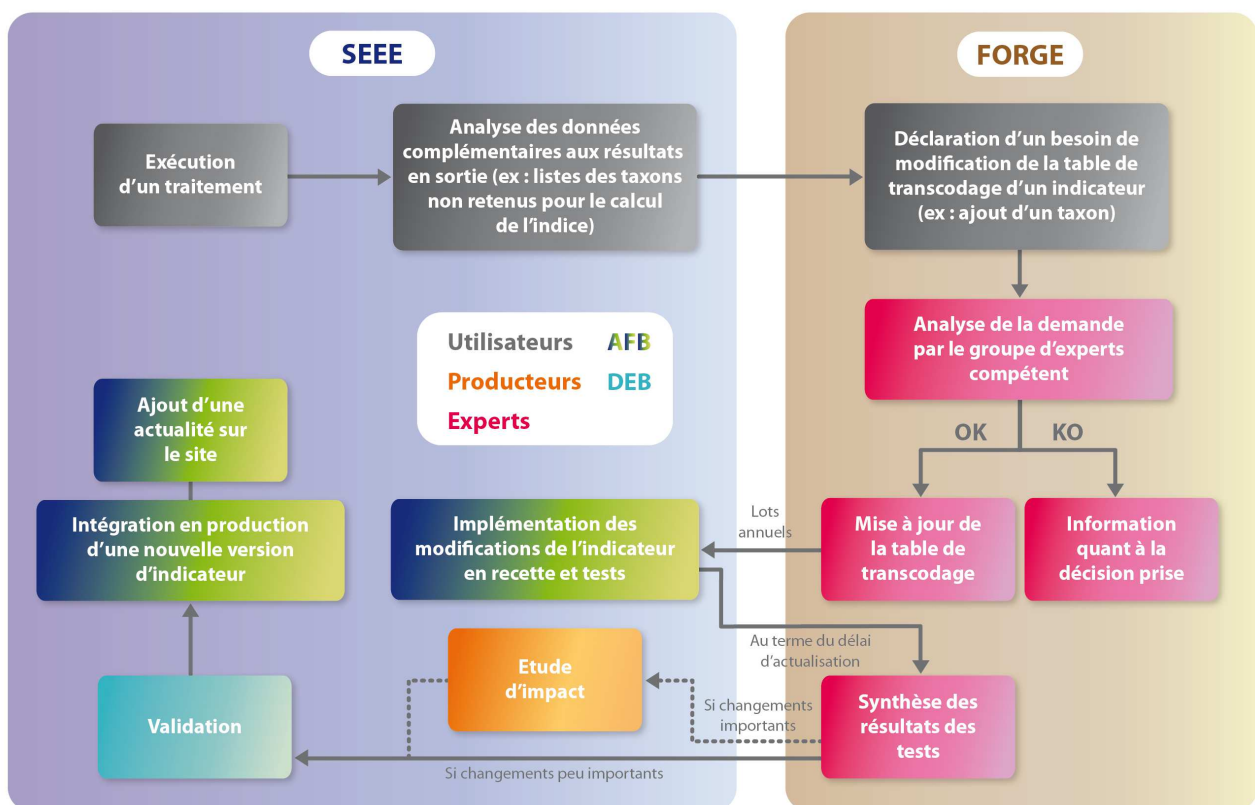 SEEE
FORGE
Exécution
d'un traitement
Analyse des données
complémentaires aux résultats
en sortie (ex : listes des taxons
non retenus pour le calcul
de l'indice)
Déclaration d'un besoin de
modification de la table de
transcodage d'un indicateur
(ex : ajout d'un taxon)
Utilisateurs
AFB
Producteurs
DEB
Experts
Analyse de la demande
par le groupe d'experts
compétent
OK
KO
Ajout d'une
actualité sur
le site
Intégration en production
d'une nouvelle version
d'indicateur
Implémentation des
modifications de l'indicateur
en recette et tests
Lots
annuels
Mise à jour de
la table de
transcodage
Information
quant à la
décision prise
Au terme du délai
d'actualisation
Etude
d'impact
Validation
Si changements
importants
Synthèse des
résultats des
tests
Si changements peu importants